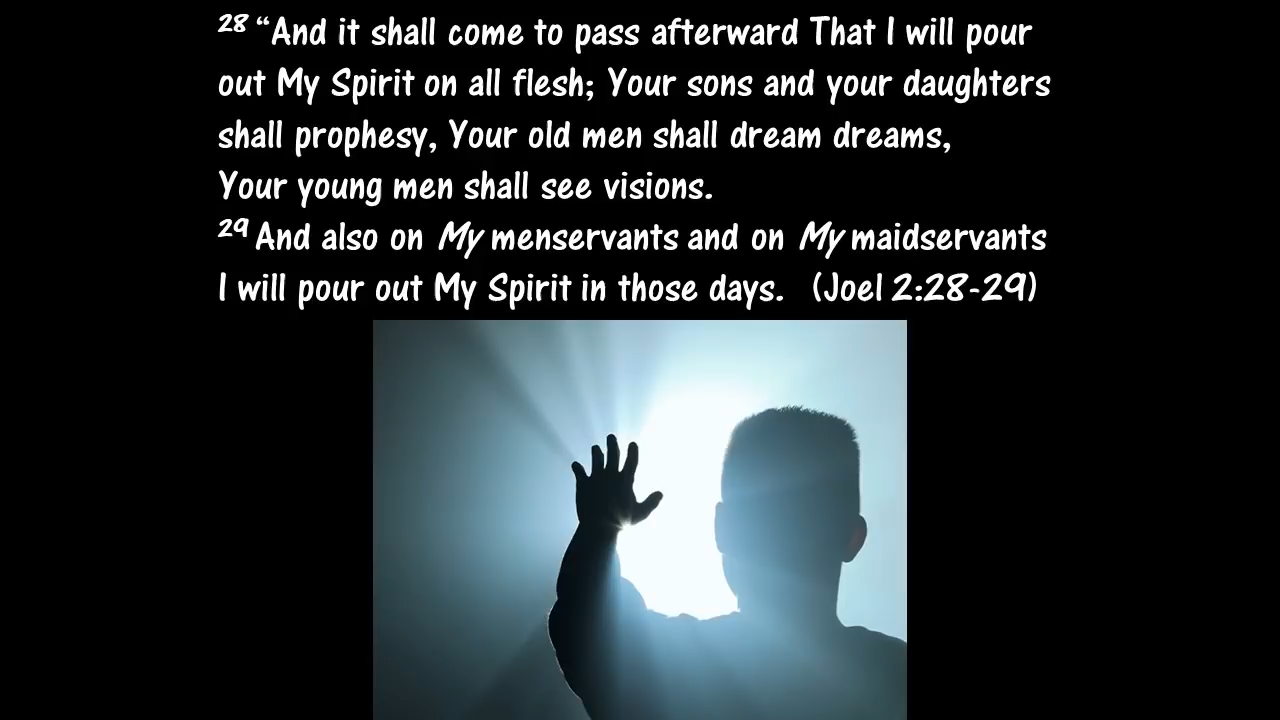 28 “And it shall come to pass afterward That I will pour
out My Spirit on all flesh; Your sons and your daughters
shall prophesy, Your old men shall dream dreams,
Your young men shall see visions.
29 And also on My menservants and on My maidservants
I will pour out My Spirit in those days. (Joel 2:28-29)